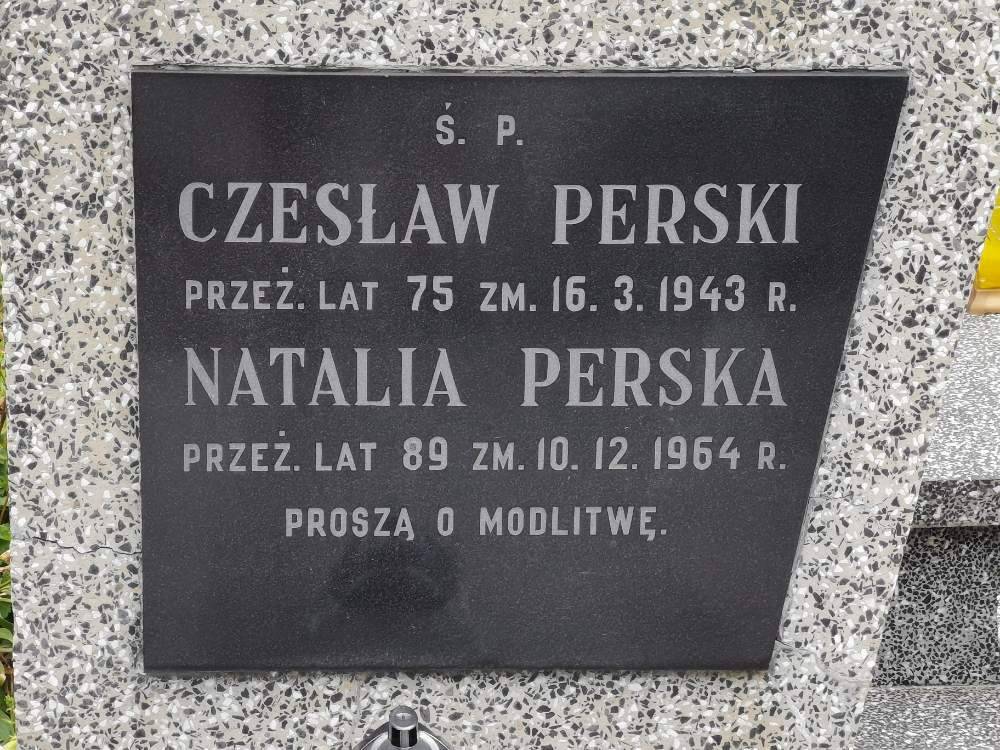 Ś. P.
CZESŁAW PERSKI
PRZEŻ. LAT 75 ZM. 16. 3. 1943 R.
NATALIA PERSKA
PRZEŻ. LAT 89 ZM. 10. 12. 1964 R.
PROSZĄ O MODLITWĘ.